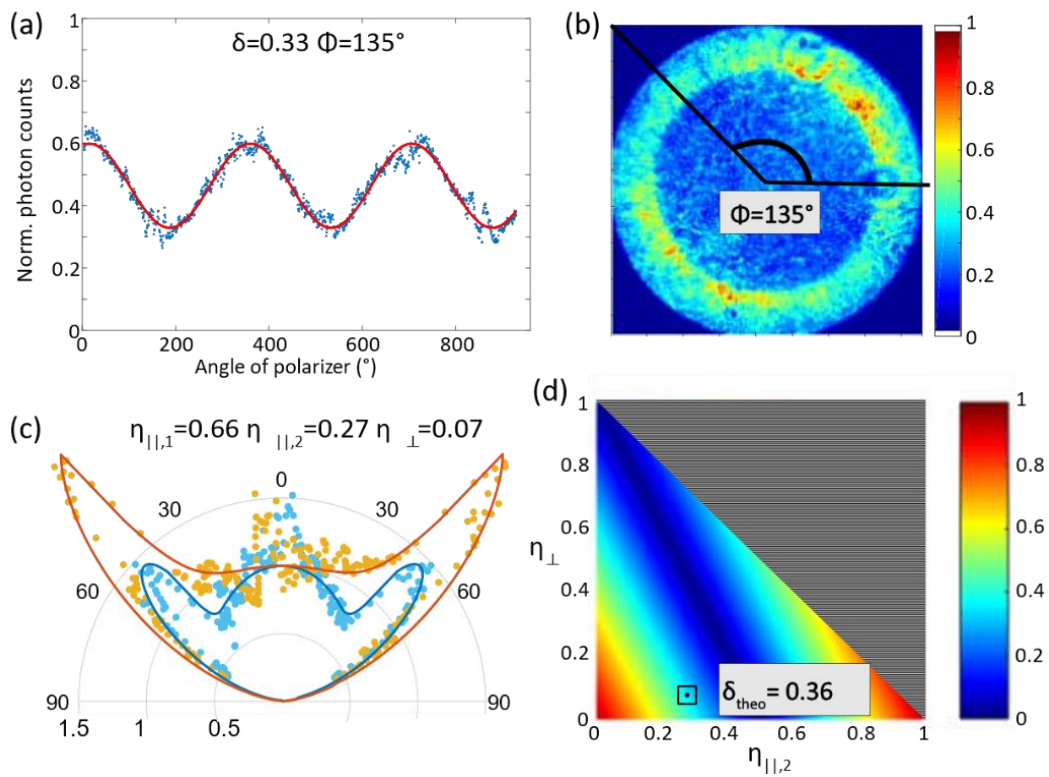 (a)
δ=0.33 Φ=135°
Norm. photon counts
1
0.8
0.6
0.4
0.2
0
0 200 400 600 800
Angle of polarizer (°)
(b)
Φ=135°
1
0.8
0.6
0.4
0.2
0
(c)
η||,1=0.66 η||,2=0.27 η⊥=0.07
0
30 30
60 60
90 90
1.5 1 0.5
(d)
η⊥
1
0.8
0.6
0.4
0.2
0
δtheo = 0.36
0 0.2 0.4 0.6 0.8 1
η||,2
1
0.8
0.6
0.4
0.2
0